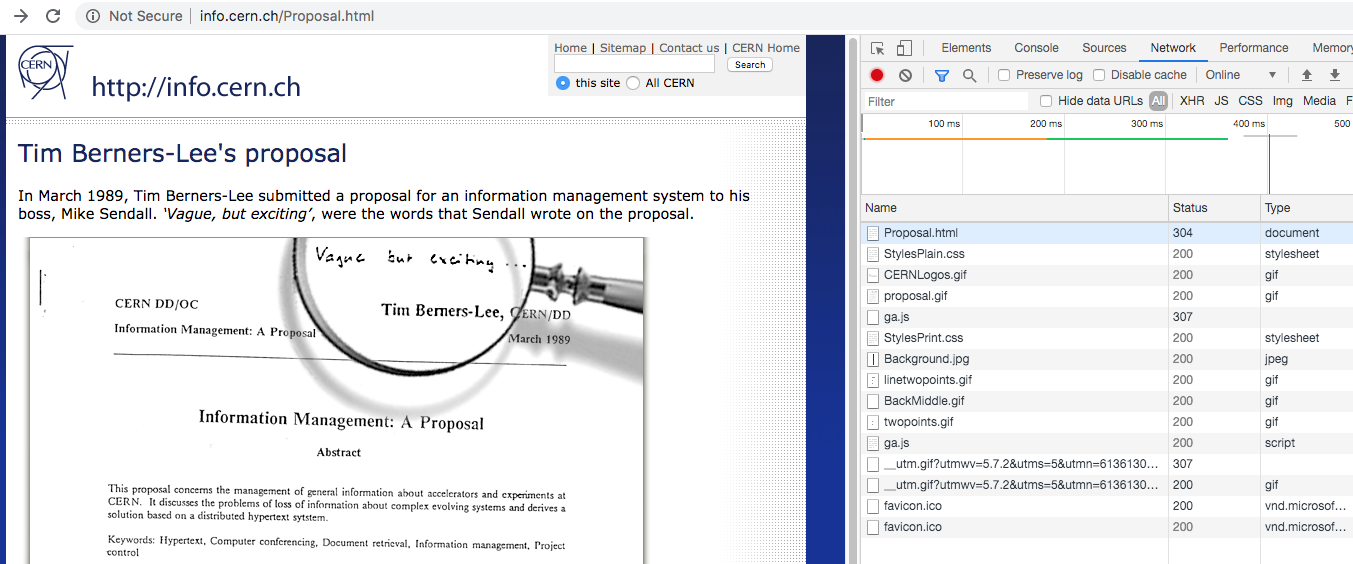 Not Secure | info.cern.ch/Proposal.html
CERN
http://info.cern.ch
Home | Sitemap | Contact us | CERN Home
Search
this site All CERN
Tim Berners-Lee's proposal
In March 1989, Tim Berners-Lee submitted a proposal for an information management system to his
boss, Mike Sendall. ‘Vague, but exciting’, were the words that Sendall wrote on the proposal.
Vague but exciting ...
CERN DD/OC
Tim Berners-Lee, CERN/DD
Information Management: A Proposal
March 1989
Information Management: A Proposal
Abstract
This proposal concerns the management of general information about accelerators and experiments at
CERN. It discusses the problems of loss of information about complex evolving systems and derives a
solution based on a distributed hypertext sytstem.
Keywords: Hypertext, Computer conferencing, Document retrieval, Information management, Project
control
Elements Console Sources Network Performance Memory
Preserve log Disable cache Online
Filter Hide data URLs All XHR JS CSS Img Media F
100 ms 200 ms 300 ms 400 ms 500
Name Status Type
Proposal.html 304 document
StylesPlain.css 200 stylesheet
CERNLogos.gif 200 gif
proposal.gif 200 gif
ga.js 307
StylesPrint.css 200 stylesheet
Background.jpg 200 jpeg
linetwopoints.gif 200 gif
BackMiddle.gif 200 gif
twopoints.gif 200 gif
ga.js 200 script
__utm.gif?utmwv=5.7.2&utms=5&utmn=6136130... 307
__utm.gif?utmwv=5.7.2&utms=5&utmn=6136130... 200 gif
favicon.ico 200 vnd.microsof...
favicon.ico 200 vnd.microsof...